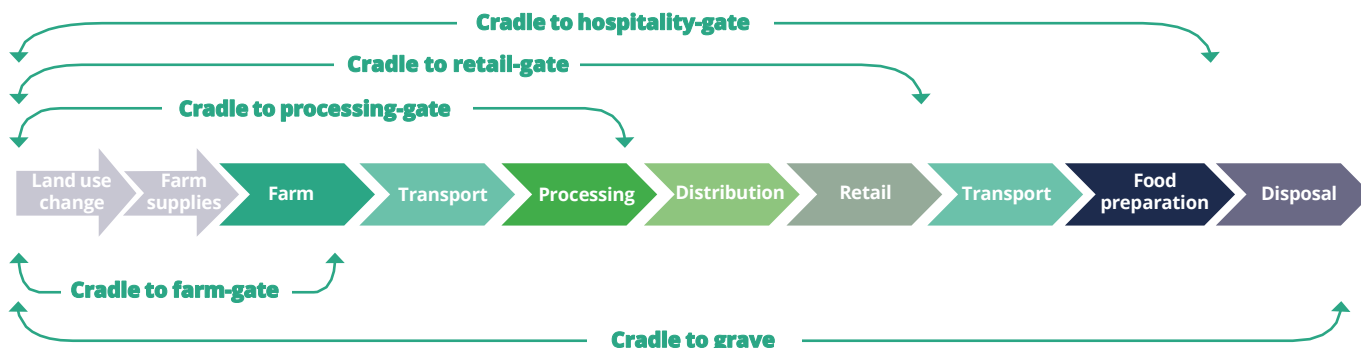 Cradle to hospitality-gate
Cradle to retail-gate
Cradle to processing-gate
Land use
change
Farm
supplies
Farm
Transport
Processing
Distribution
Retail
Transport
Food
preparation
Disposal
Cradle to farm-gate
Cradle to grave